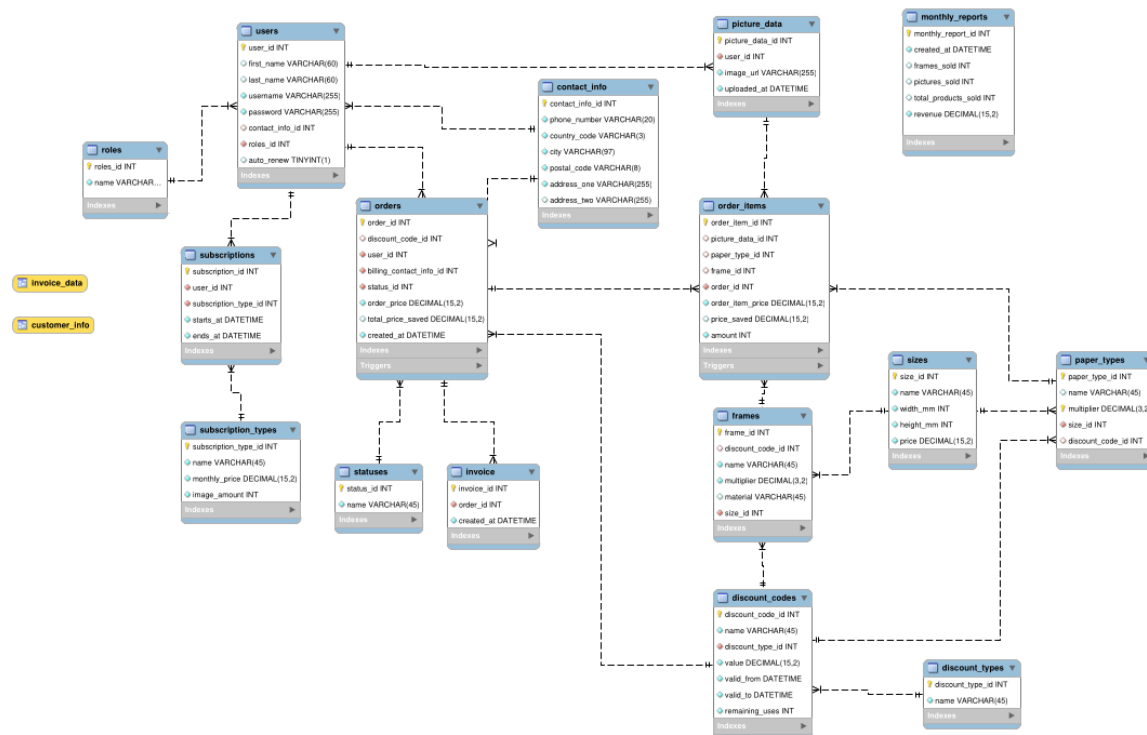 users
user_id INT
first_name VARCHAR(60)
last_name VARCHAR(60)
username VARCHAR(255)
password VARCHAR(255)
contact_info_id INT
roles_id INT
auto_renew TINYINT(1)
Indexes
picture_data
picture_data_id INT
user_id INT
image_url VARCHAR(255)
uploaded_at DATETIME
Indexes
monthly_reports
monthly_report_id INT
created_at DATETIME
frames_sold INT
pictures_sold INT
total_products_sold INT
revenue DECIMAL(15,2)
Indexes
contact_info
contact_info_id INT
phone_number VARCHAR(20)
country_code VARCHAR(3)
city VARCHAR(97)
postal_code VARCHAR(8)
address_one VARCHAR(255)
address_two VARCHAR(255)
Indexes
roles
roles_id INT
name VARCHAR...
Indexes
orders
order_id INT
discount_code_id INT
user_id INT
billing_contact_info_id INT
status_id INT
order_price DECIMAL(15,2)
total_price_saved DECIMAL(15,2)
created_at DATETIME
Indexes
Triggers
order_items
order_item_id INT
picture_data_id INT
paper_type_id INT
frame_id INT
order_id INT
order_item_price DECIMAL(15,2)
price_saved DECIMAL(15,2)
amount INT
Indexes
Triggers
subscriptions
subscription_id INT
user_id INT
subscription_type_id INT
starts_at DATETIME
ends_at DATETIME
Indexes
invoice_data
customer_info
sizes
size_id INT
name VARCHAR(45)
width_mm INT
height_mm INT
price DECIMAL(15,2)
Indexes
paper_types
paper_type_id INT
name VARCHAR(45)
multiplier DECIMAL(3,2
size_id INT
discount_code_id INT
Indexes
subscription_types
subscription_type_id INT
name VARCHAR(45)
monthly_price DECIMAL(15,2)
image_amount INT
Indexes
statuses
status_id INT
name VARCHAR(45)
Indexes
invoice
invoice_id INT
order_id INT
created_at DATETIME
Indexes
frames
frame_id INT
discount_code_id INT
name VARCHAR(45)
multiplier DECIMAL(3,2)
material VARCHAR(45)
size_id INT
Indexes
discount_codes
discount_code_id INT
name VARCHAR(45)
discount_type_id INT
value DECIMAL(15,2)
valid_from DATETIME
valid_to DATETIME
remaining_uses INT
Indexes
discount_types
discount_type_id INT
name VARCHAR(45)
Indexes